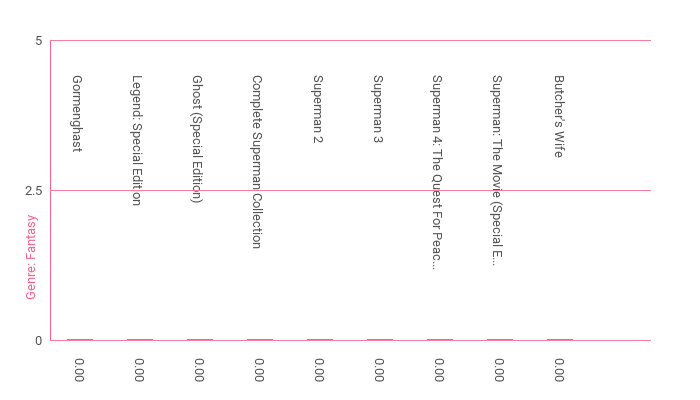 5
2.5
0
Genre: Fantasy
Gormenghast
Legend: Special Edition
Ghost (Special Edition)
Complete Superman Collection
Superman 2
Superman 3
Superman 4: The Quest For Peac...
Superman: The Movie (Special E...
Butcher's Wife
0.00
0.00
0.00
0.00
0.00
0.00
0.00
0.00
0.00